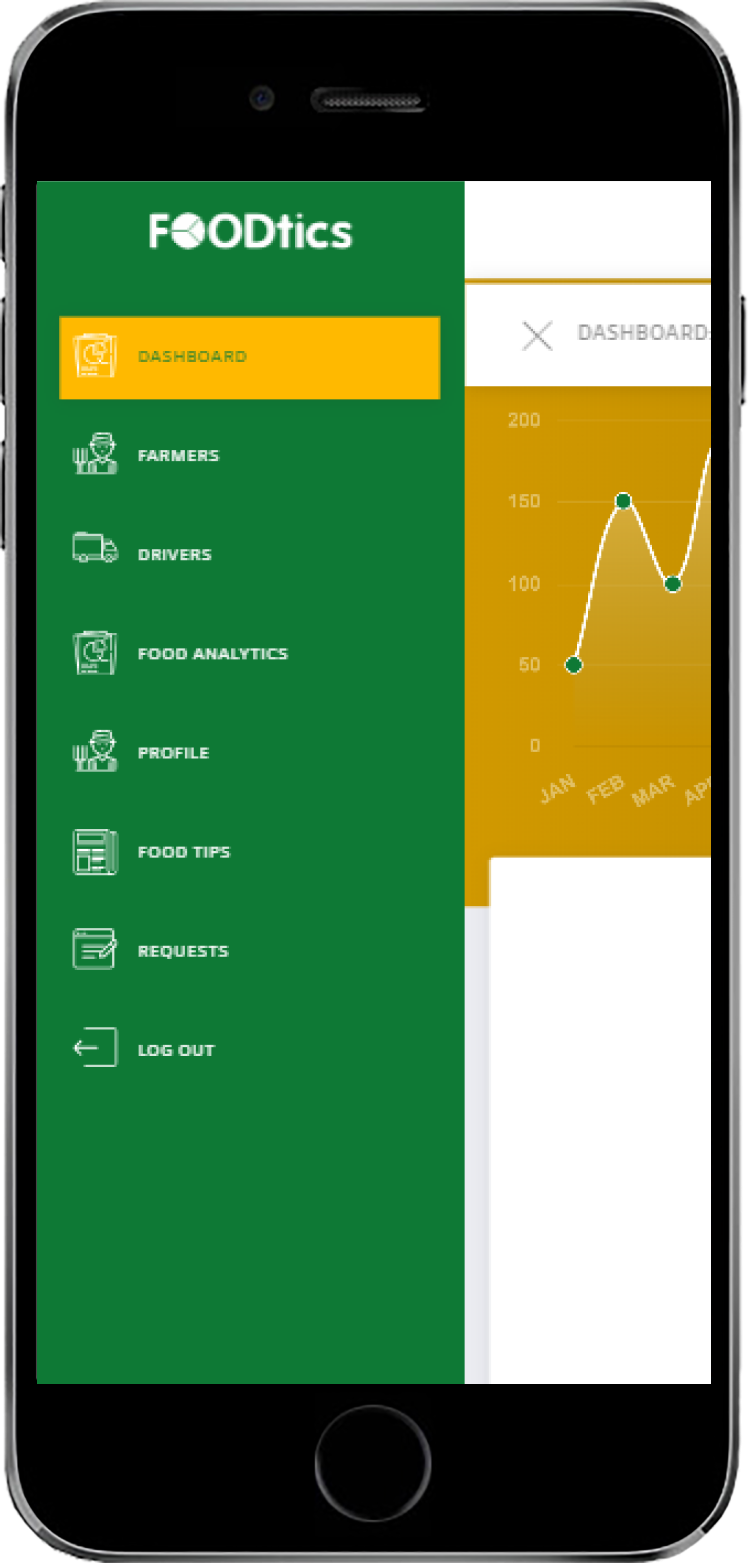 FOODtics
DASHBOARD
FARMERS
DRIVERS
FOOD ANALYTICS
PROFILE
FOOD TIPS
REQUESTS
LOG OUT
DASHBOARD
200
150
100
50
0
JAN FEB MAR AP